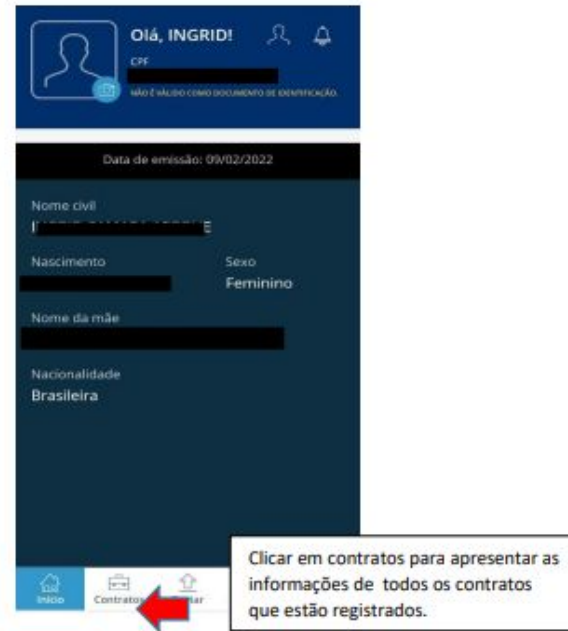 Olá, INGRID!
CPF
NÃO É VÁLIDO COMO DOCUMENTO DE IDENTIFICAÇÃO.
Data de emissão: 09/02/2022
Nome civil
Nascimento
Sexo
Feminino
Nome da mãe
Nacionalidade
Brasileira
Início
Contratos
Clicar em contratos para apresentar as
informações de todos os contratos
que estão registrados.